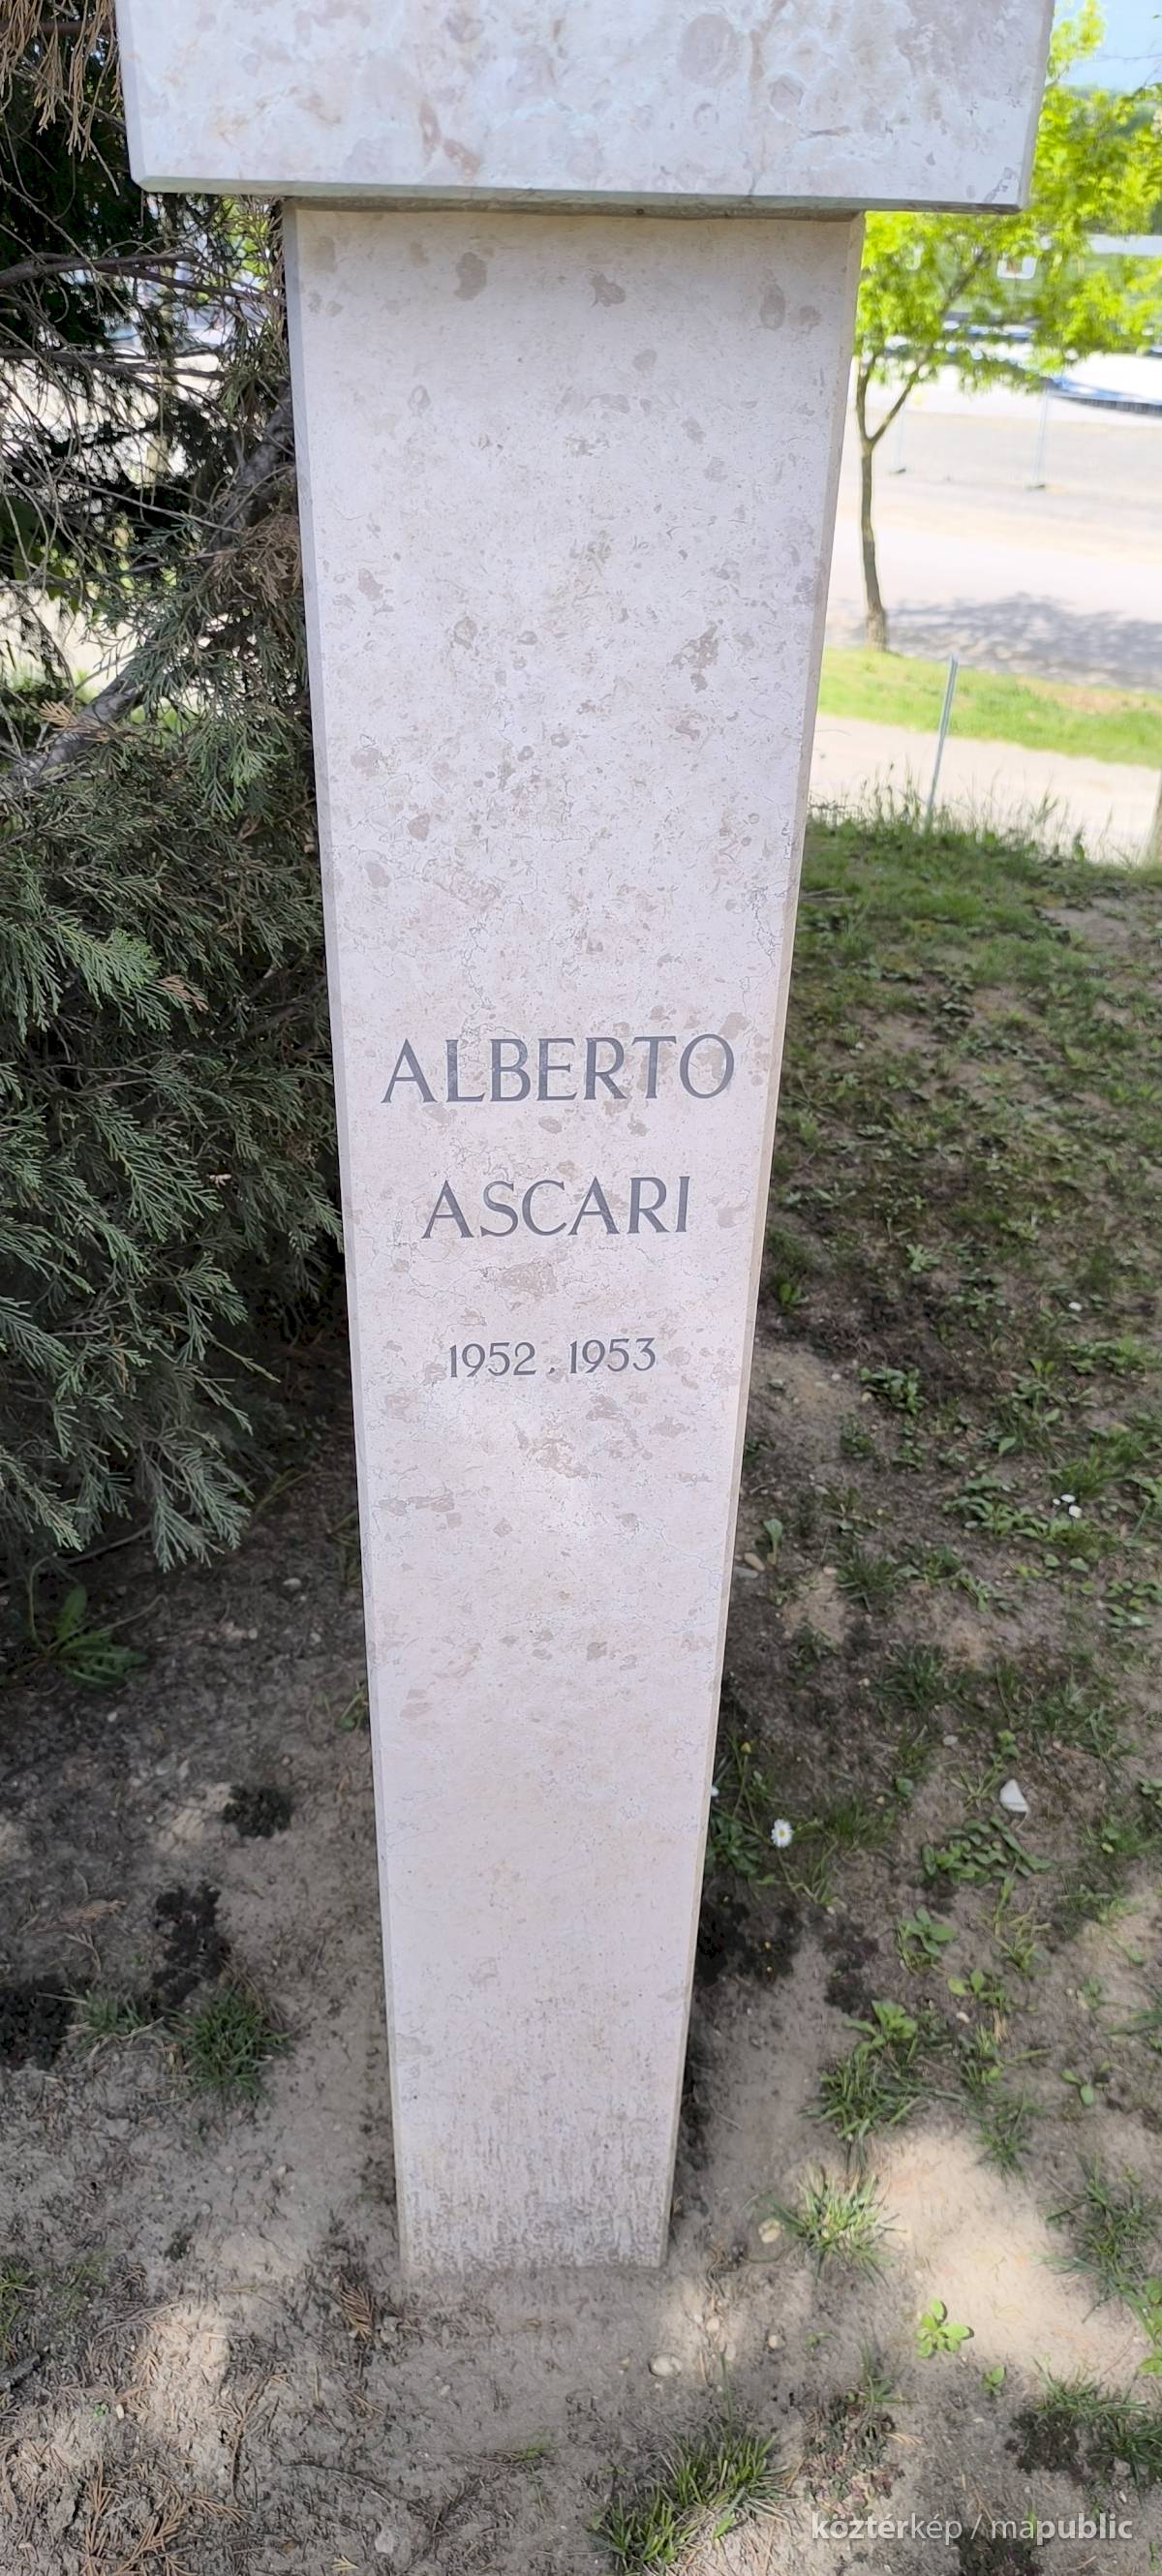 ALBERTO
ASCARI
1952 . 1953
köztérkép / mapublic